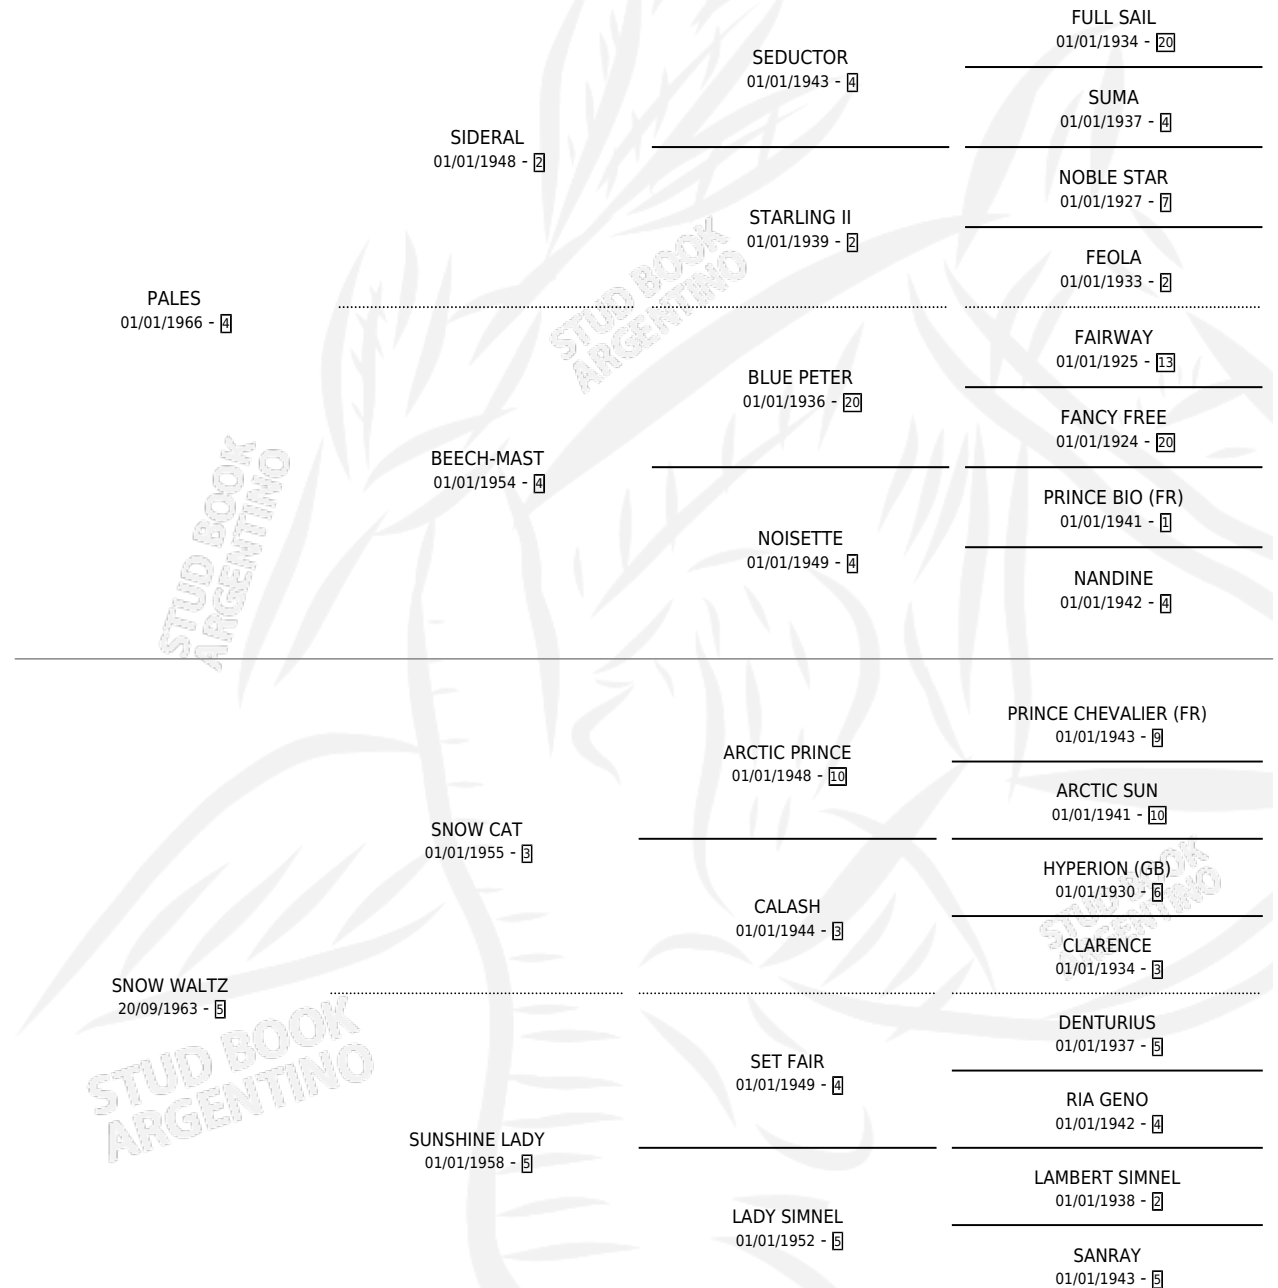 FULL SAIL
01/01/1934 - 20
SEDUCTOR
01/01/1943 - 4
SUMA
01/01/1937 - 4
SIDERAL
01/01/1948 - 2
NOBLE STAR
01/01/1927 - 7
STARLING II
01/01/1939 - 2
FEOLA
01/01/1933 - 2
PALES
01/01/1966 - 4
FAIRWAY
01/01/1925 - 13
BLUE PETER
01/01/1936 - 20
FANCY FREE
01/01/1924 - 20
BEECH-MAST
01/01/1954 - 4
PRINCE BIO (FR)
01/01/1941 - 1
NOISETTE
01/01/1949 - 4
NANDINE
01/01/1942 - 4
STUD BOOK
ARGENTINO
STUD BOOK
ARGENTINO
PRINCE CHEVALIER (FR)
01/01/1943 - 9
ARCTIC PRINCE
01/01/1948 - 10
ARCTIC SUN
01/01/1941 - 10
SNOW CAT
01/01/1955 - 3
HYPERION (GB)
01/01/1930 - 6
CALASH
01/01/1944 - 3
CLARENCE
01/01/1934 - 3
SNOW WALTZ
20/09/1963 - 5
DENTURIUS
01/01/1937 - 5
SET FAIR
01/01/1949 - 4
RIA GENO
01/01/1942 - 4
SUNSHINE LADY
01/01/1958 - 5
LAMBERT SIMNEL
01/01/1938 - 2
LADY SIMNEL
01/01/1952 - 5
SANRAY
01/01/1943 - 5
STUD BOOK
ARGENTINO
STUD BOOK
ARGENTINO